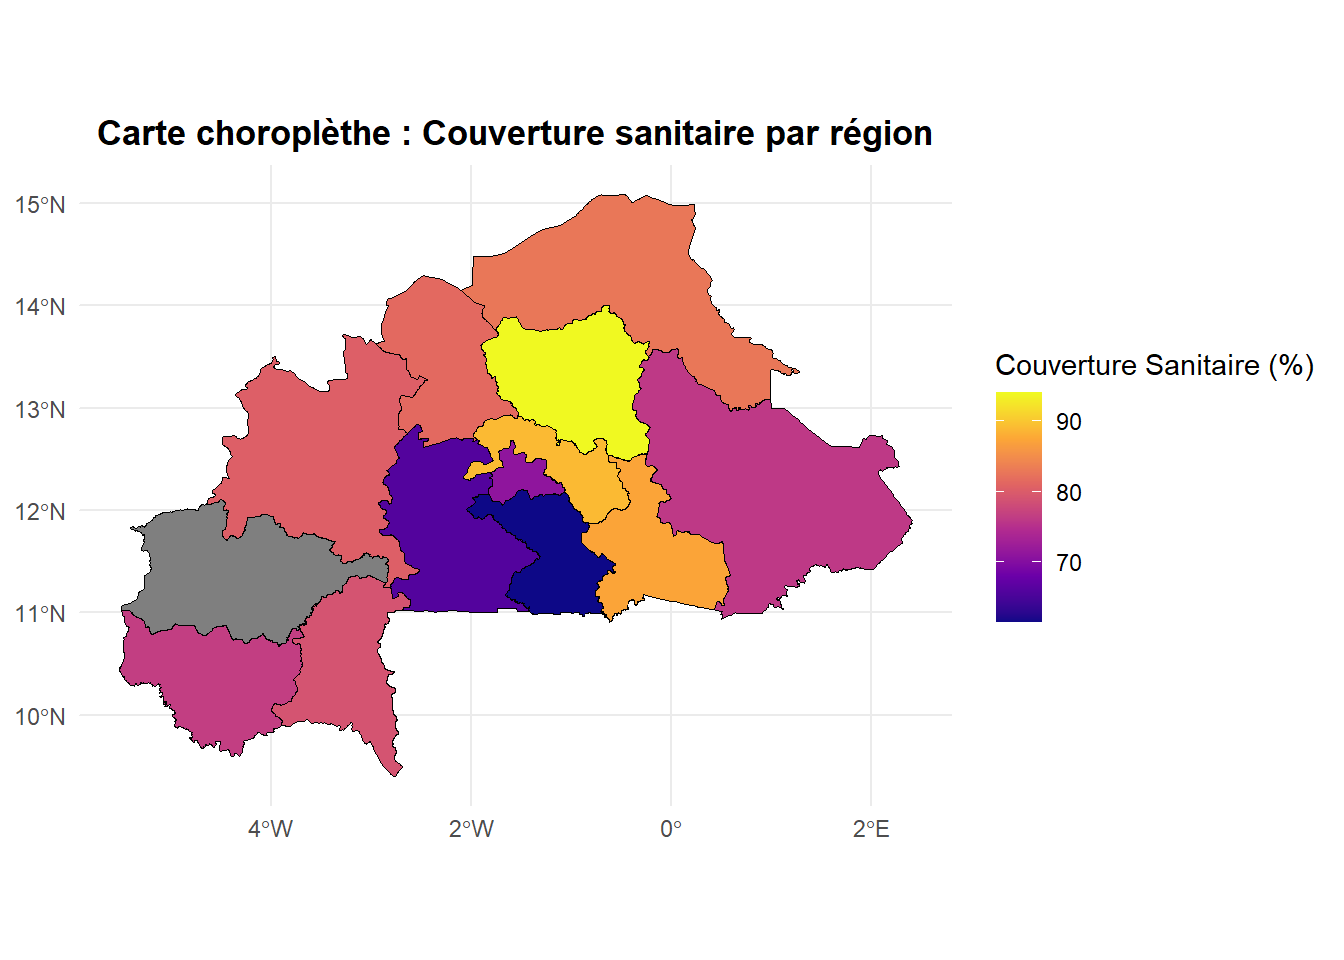 Carte choroplèthe : Couverture sanitaire par région
15°N
14°N
13°N
12°N
11°N
10°N
4°W
2°W
0°
2°E
Couverture Sanitaire (%)
90
80
70